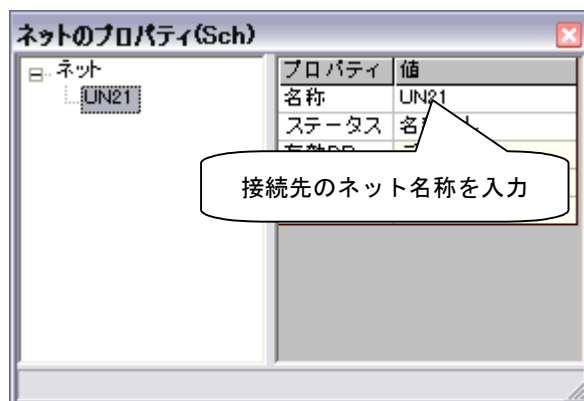 ネットのプロパティ(Sch)
ネット
UN21
プロパティ 値
名称 UN21
ステータス
接続先のネット名称を入力